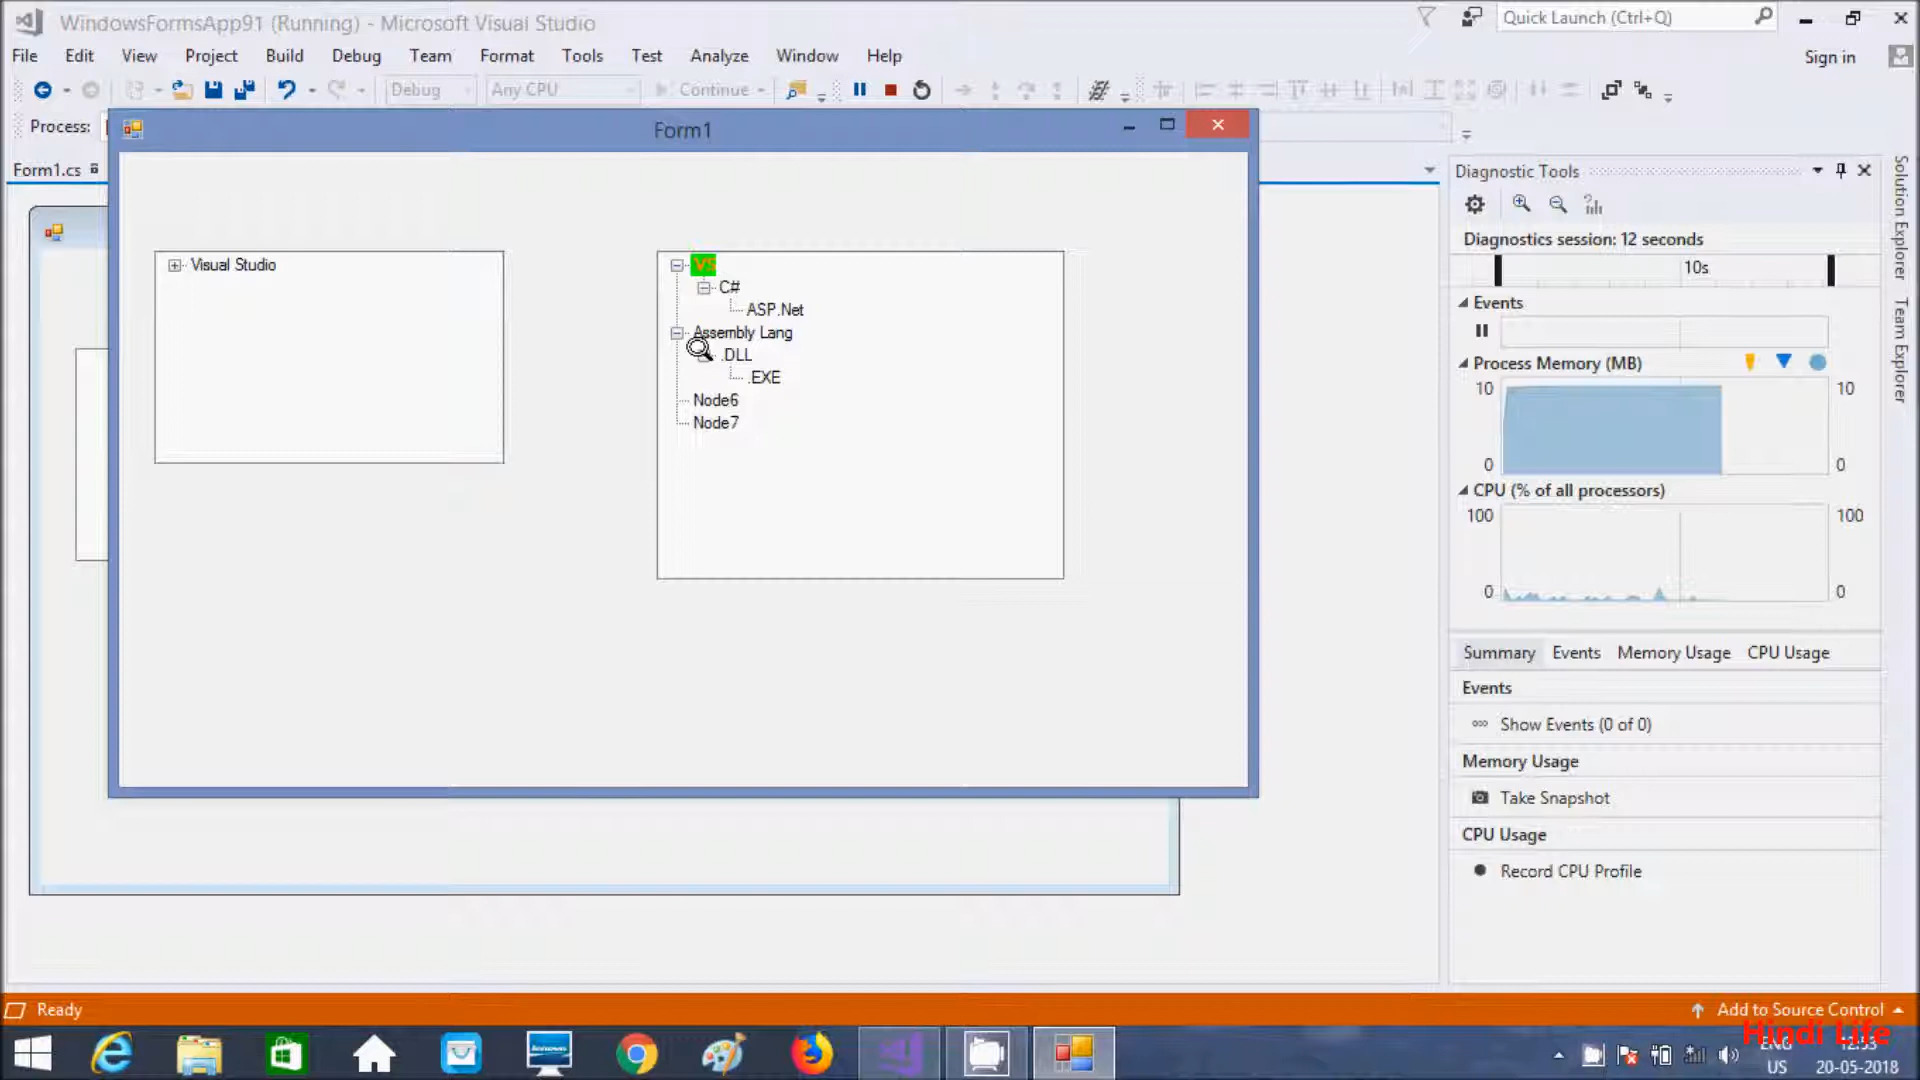 WindowsFormsApp91 (Running) - Microsoft Visual Studio
Quick Launch (Ctrl+Q)
File Edit View Project Build Debug Team Format Tools Test Analyze Window Help
Sign in
Debug Any CPU Continue
Process:
Form1
Form1.cs
Diagnostic Tools
Solution Explorer
Team Explorer
Diagnostics session: 12 seconds
10s
Events
Process Memory (MB)
10 10
0 0
CPU (% of all processors)
100 100
0 0
Summary Events Memory Usage CPU Usage
Events
Show Events (0 of 0)
Memory Usage
Take Snapshot
CPU Usage
Record CPU Profile
Visual Studio
VS
C#
ASP.Net
Assembly Lang
.DLL
.EXE
Node6
Node7
Ready
Add to Source Control
Hindi Life
ENG
12:53
US
20-05-2018